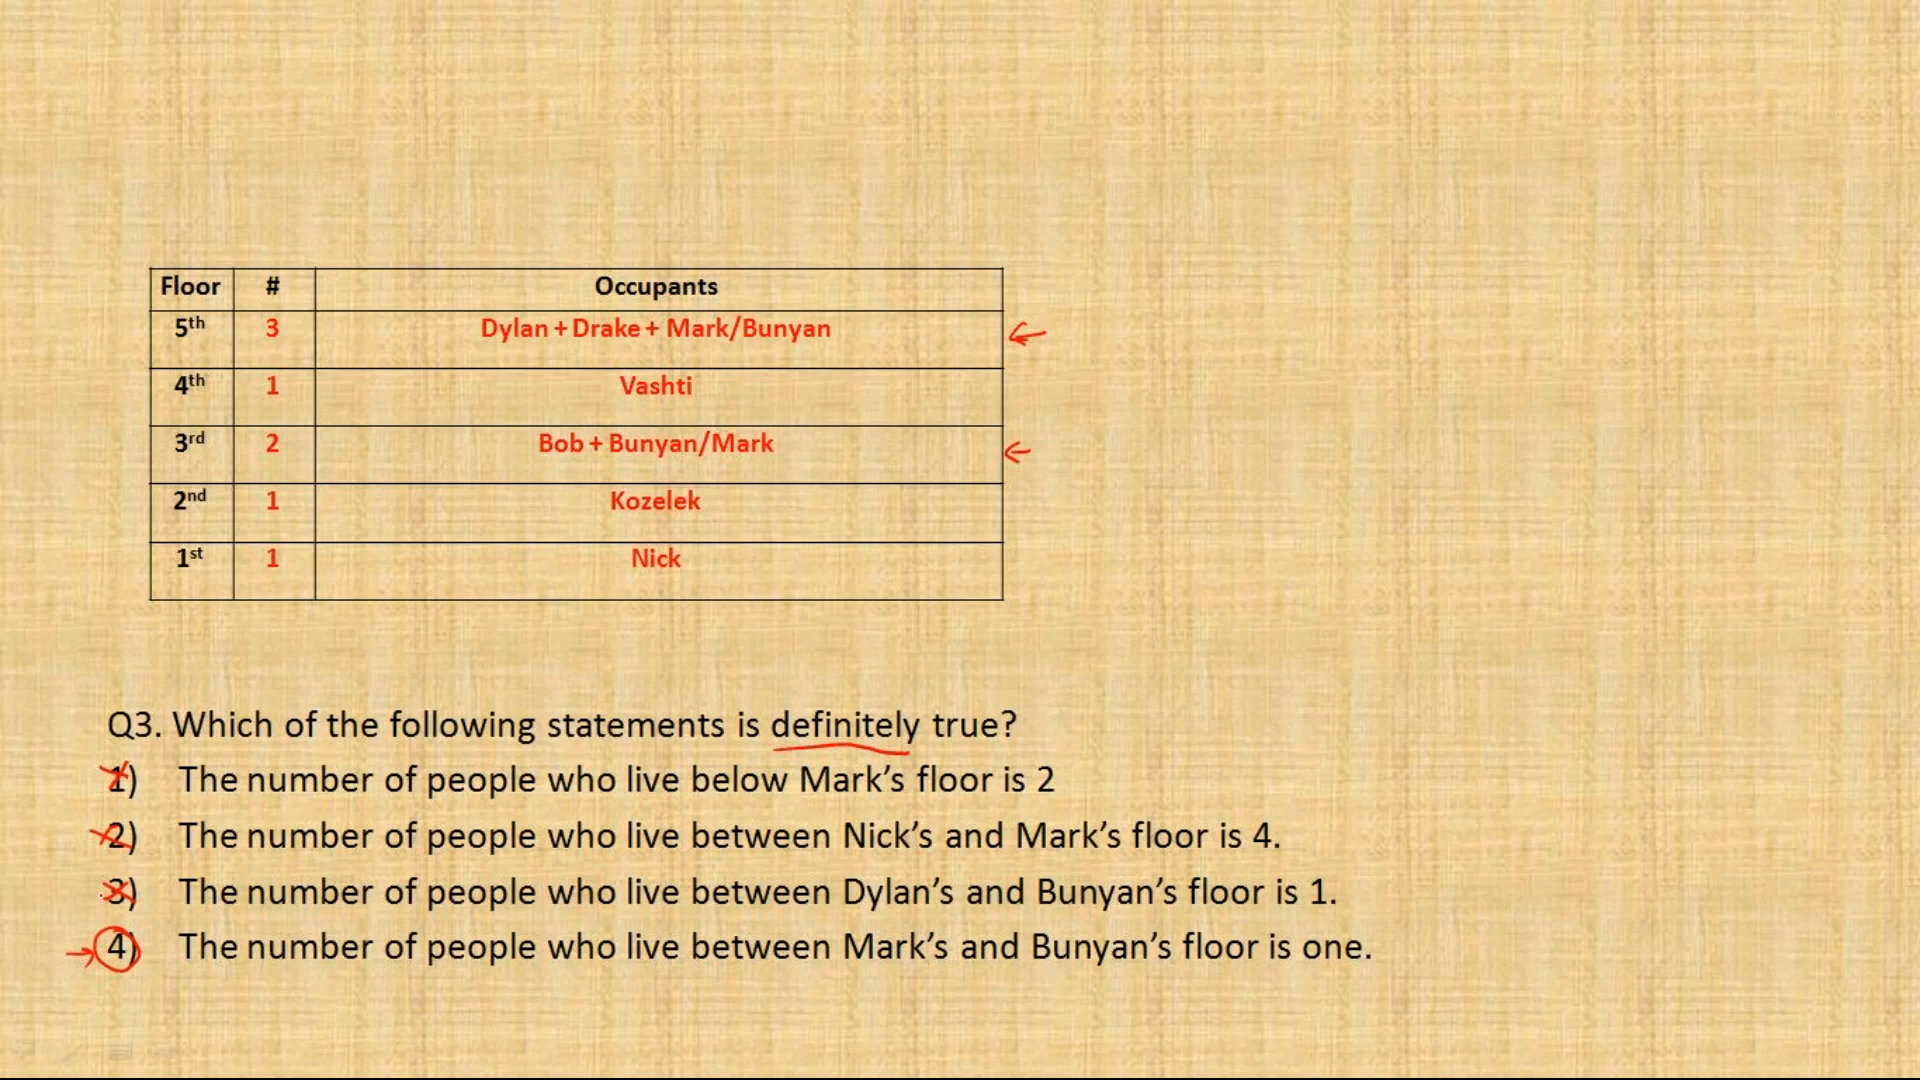 Floor # Occupants
5th 3 Dylan + Drake + Mark/Bunyan
4th 1 Vashti
3rd 2 Bob + Bunyan/Mark
2nd 1 Kozelek
1st 1 Nick
Q3. Which of the following statements is definitely true?
1) The number of people who live below Mark’s floor is 2
2) The number of people who live between Nick’s and Mark’s floor is 4.
3) The number of people who live between Dylan’s and Bunyan’s floor is 1.
4) The number of people who live between Mark’s and Bunyan’s floor is one.